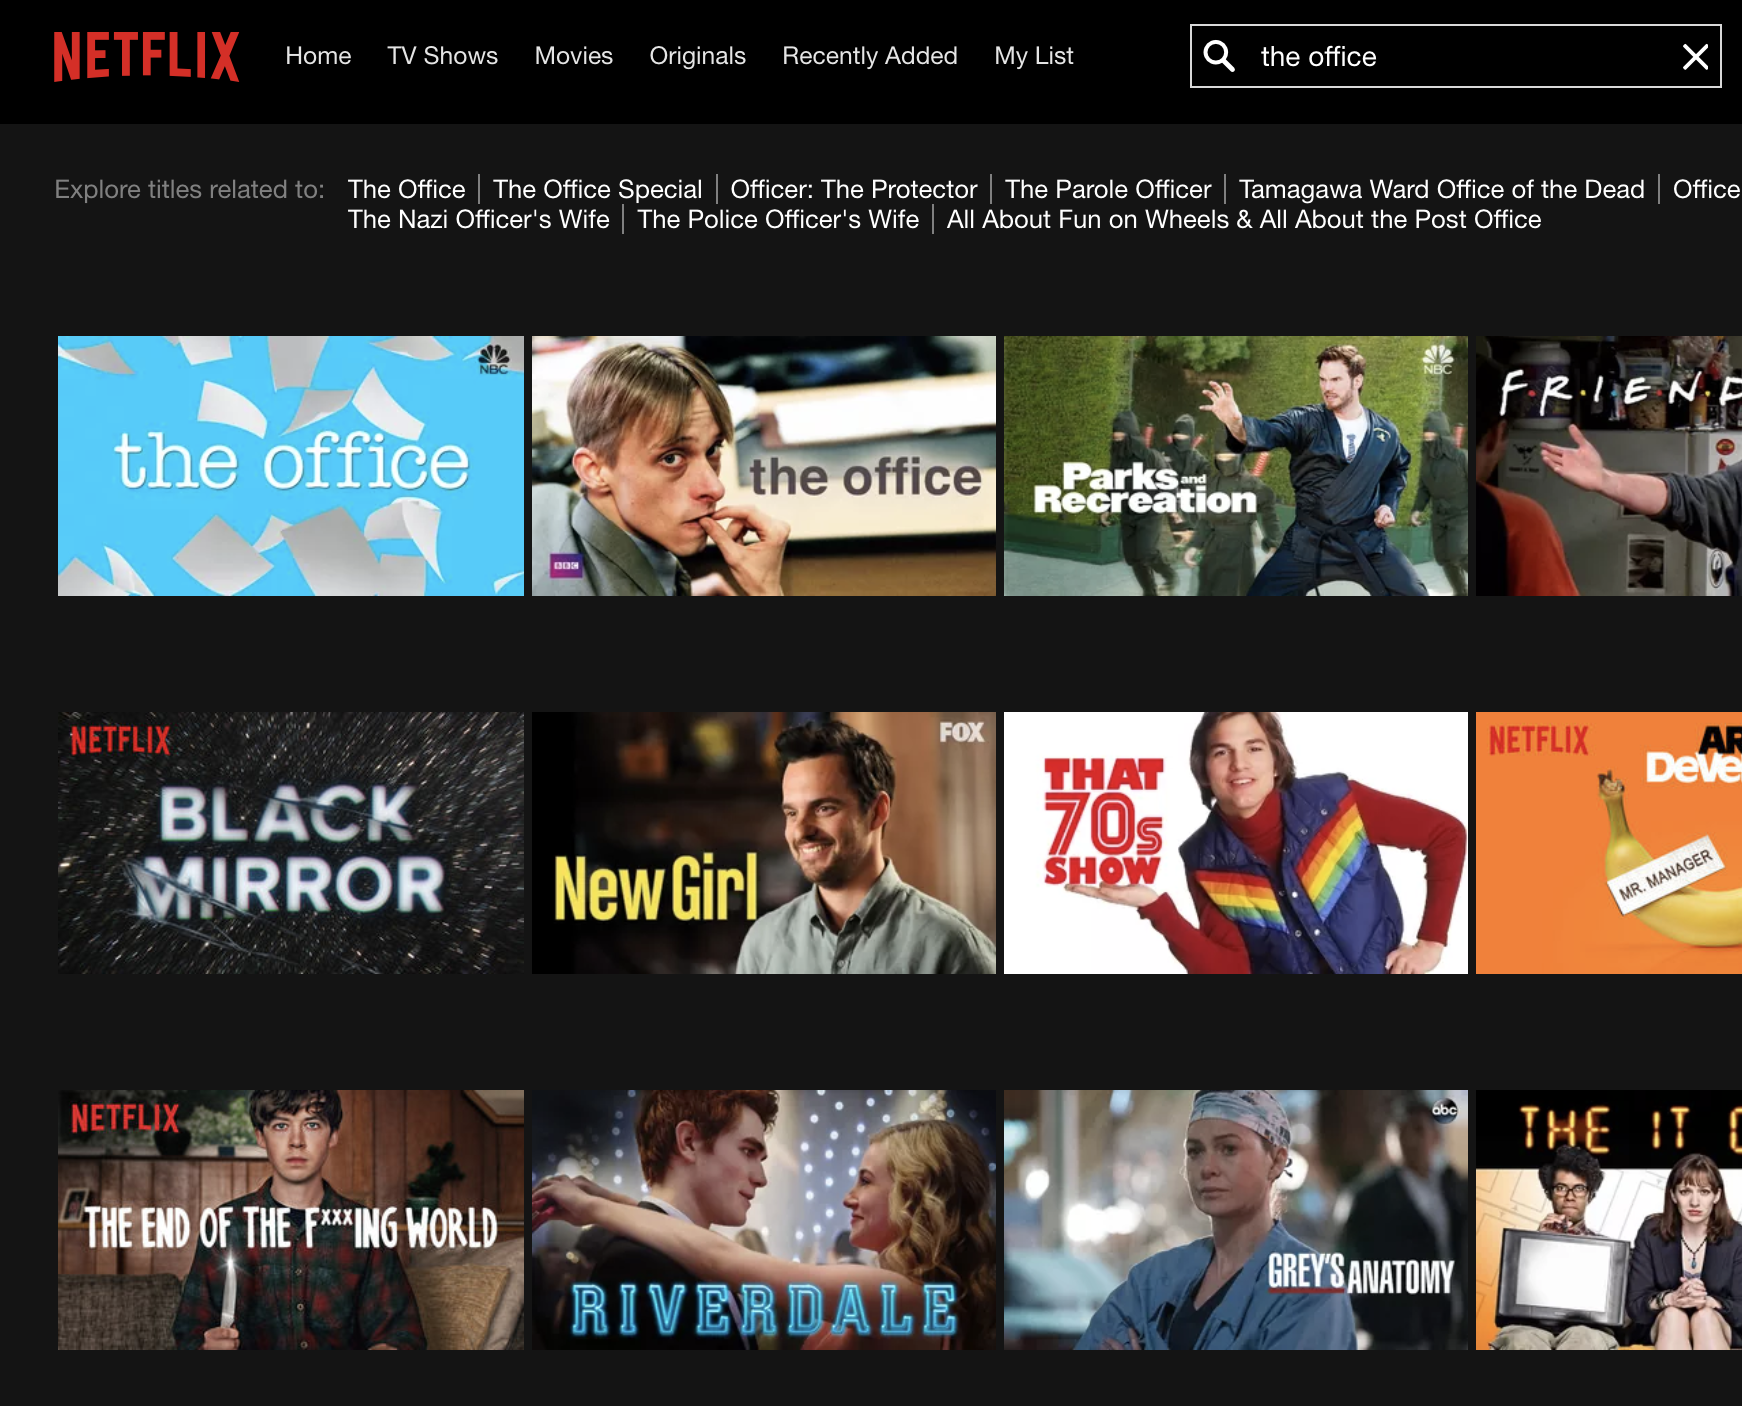 NETFLIX Home TV Shows Movies Originals Recently Added My List the office
Explore titles related to: The Office | The Office Special | Officer: The Protector | The Parole Officer | Tamagawa Ward Office of the Dead | Office
The Nazi Officer's Wife | The Police Officer's Wife | All About Fun on Wheels & All About the Post Office
NBC
the office
the office
BBC
NBC
Parks and
Recreation
FRIEND
NETFLIX
BLACK
MIRROR
FOX
New Girl
THAT
70s
SHOW
NETFLIX
AR
Deve
MR. MANAGER
NETFLIX
THE END OF THE F***ING WORLD
RIVERDALE
abc
GREY'S ANATOMY
THE IT